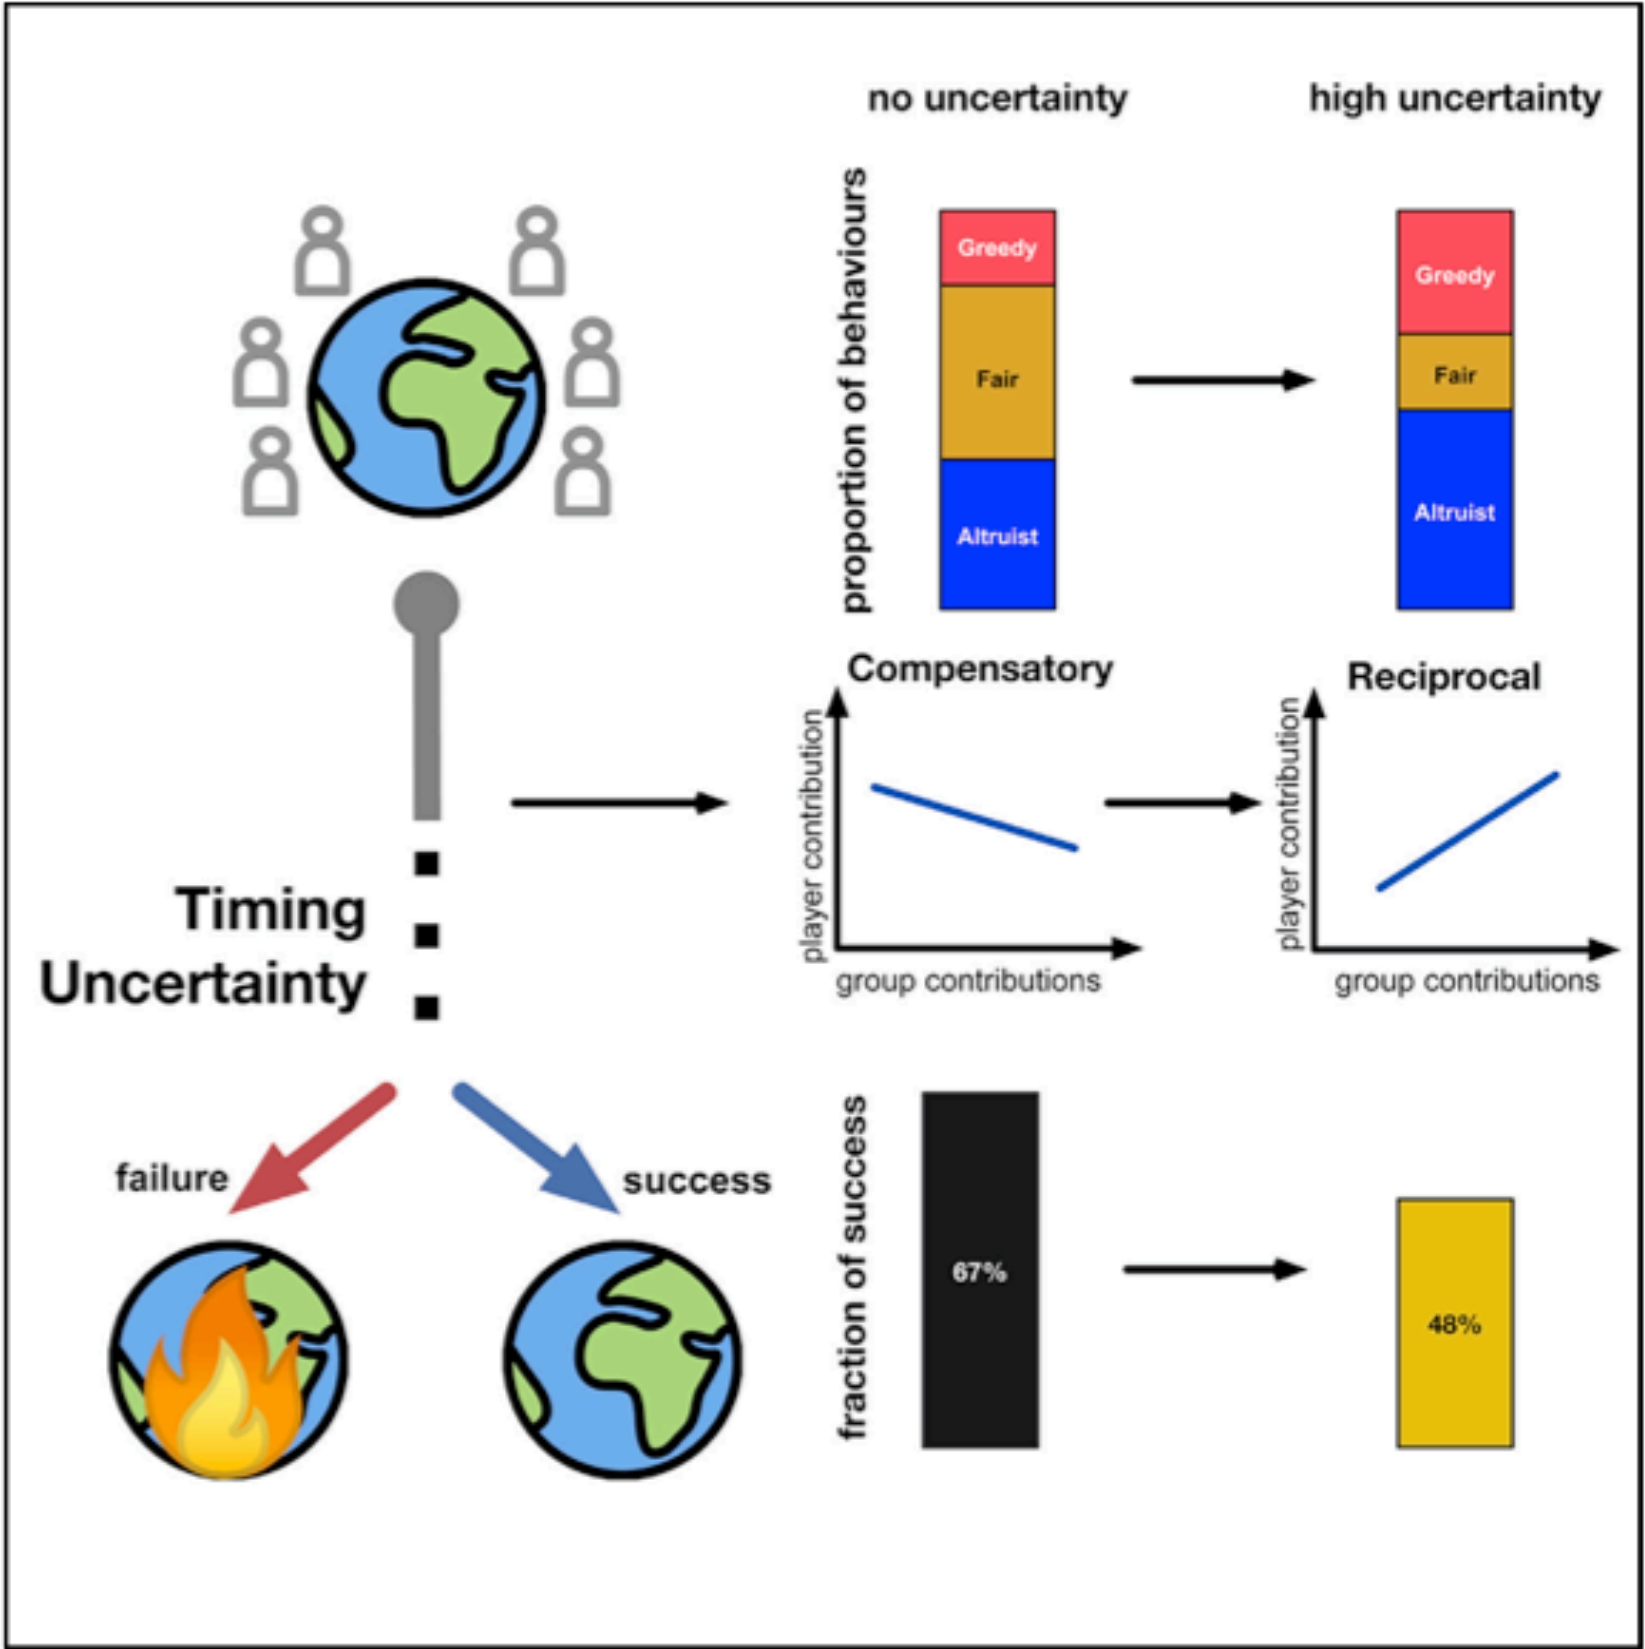 no uncertainty
high uncertainty
proportion of behaviours
Greedy
Fair
Altruist
Greedy
Fair
Altruist
Timing
Uncertainty
Compensatory
player contribution
group contributions
Reciprocal
player contribution
group contributions
failure
success
fraction of success
67%
48%